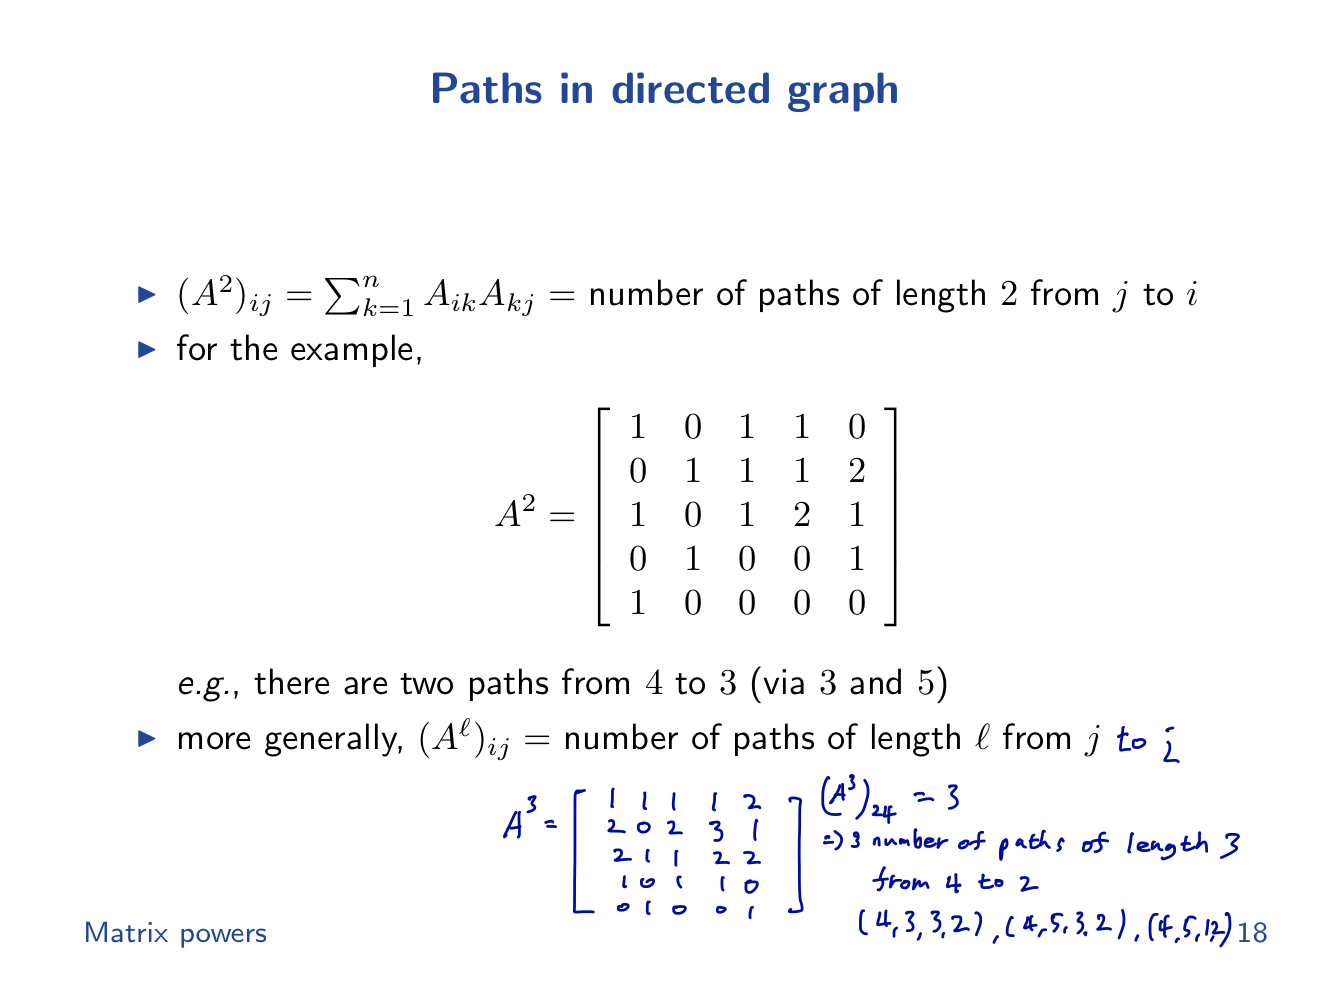 Paths in directed graph
▶ (A²)ᵢⱼ = ∑ⁿₖ₌₁ AᵢₖAₖⱼ = number of paths of length 2 from j to i
▶ for the example,
A² =
1 0 1 1 0
0 1 1 1 2
1 0 1 2 1
0 1 0 0 1
1 0 0 0 0
e.g., there are two paths from 4 to 3 (via 3 and 5)
▶ more generally, (A^ℓ)ᵢⱼ = number of paths of length ℓ from j to i
A³ =
1 1 1 1 2
2 0 2 3 1
2 1 1 2 2
1 0 1 1 0
0 1 0 0 1
(A³)₂₄ = 3
=) 3 number of paths of length 3
from 4 to 2
(4,3,3,2), (4,5,3,2), (4,5,1,2)
Matrix powers 18